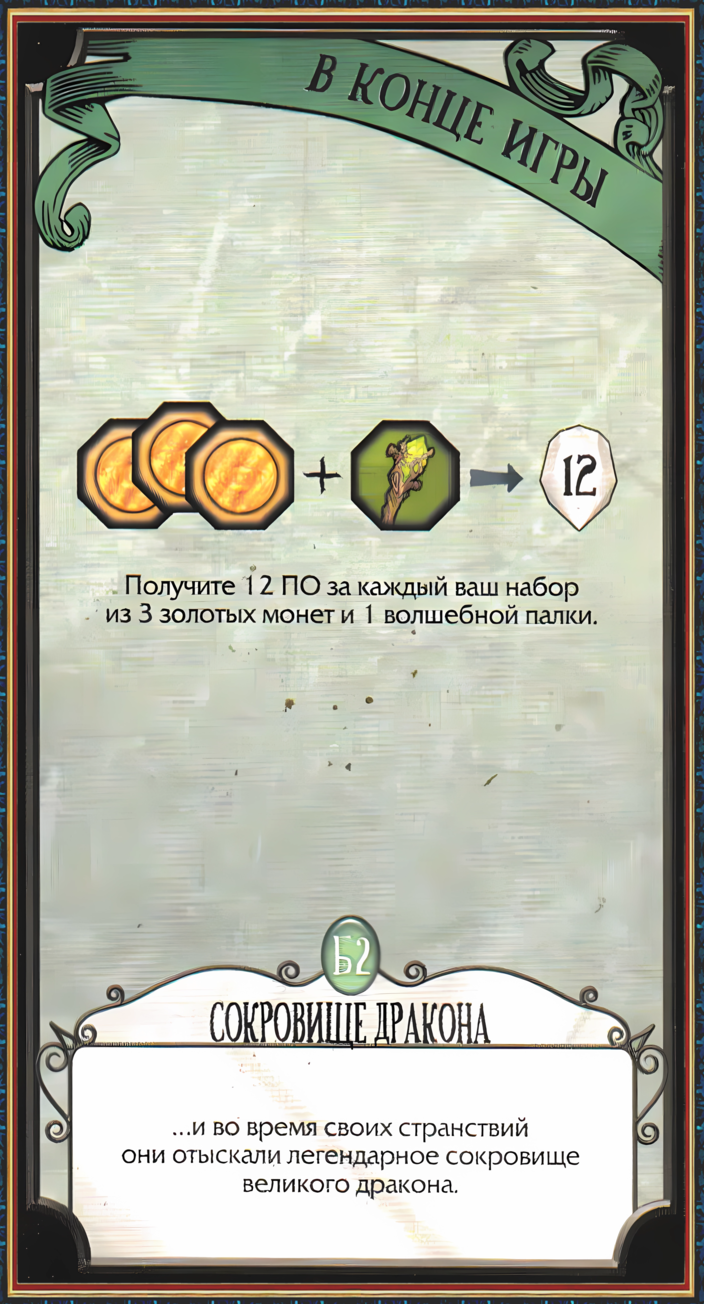 В КОНЦЕ ИГРЫ
+ 12
Получите 12 ПО за каждый ваш набор
из 3 золотых монет и 1 волшебной палки.
Б2
СОКРОВИЩЕ ДРАКОНА
...и во время своих странствий
они отыскали легендарное сокровище
великого дракона.